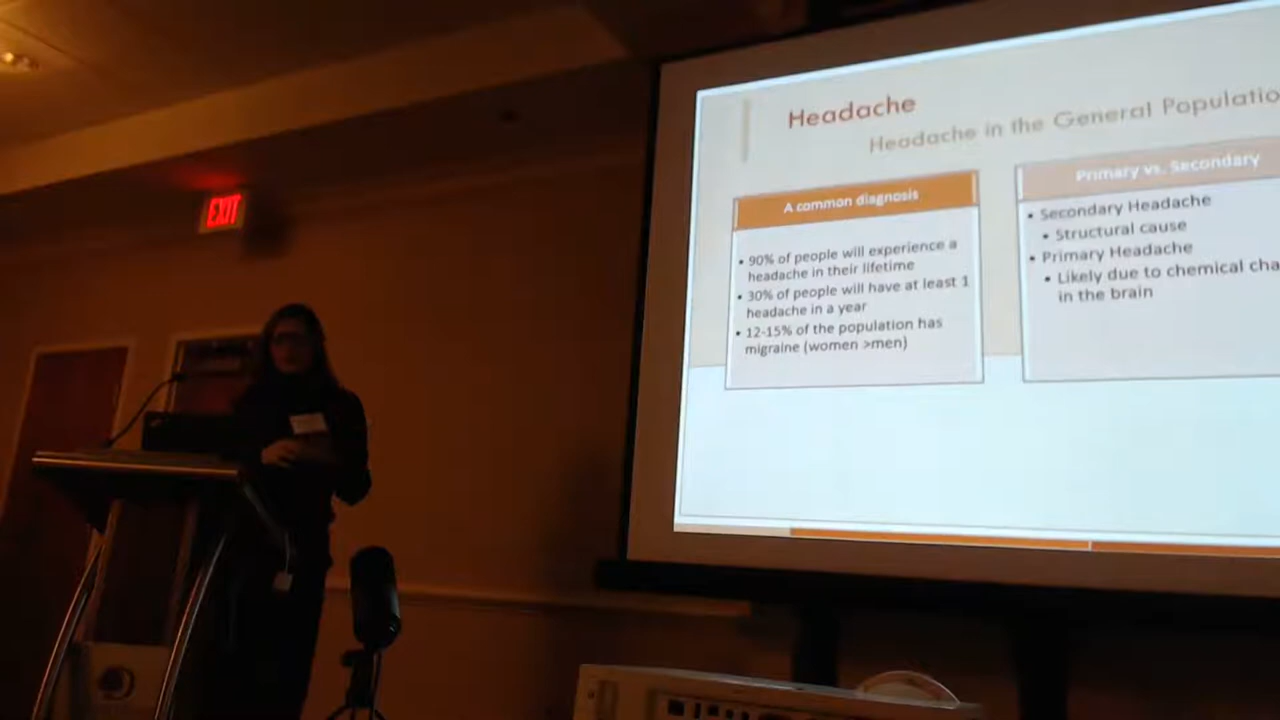 Headache
Headache in the General Populatio
A common diagnosis
• 90% of people will experience a
headache in their lifetime
• 30% of people will have at least 1
headache in a year
• 12-15% of the population has
migraine (women >men)
Primary vs. Secondary
• Secondary Headache
• Structural cause
• Primary Headache
• Likely due to chemical cha
in the brain
EXIT